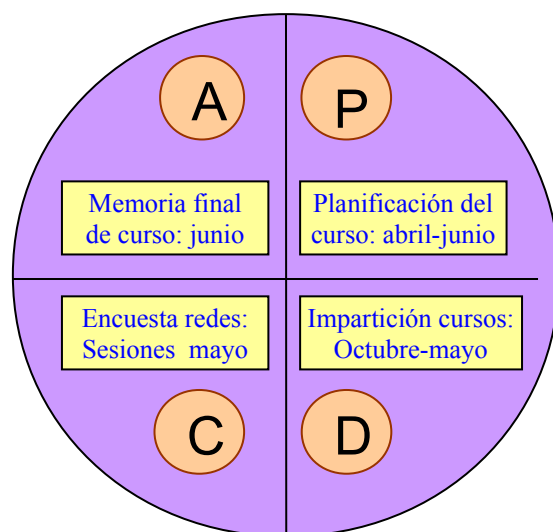 A
P
Memoria final
de curso: junio
Planificación del
curso: abril-junio
Encuesta redes:
Sesiones mayo
Impartición cursos:
Octubre-mayo
C
D